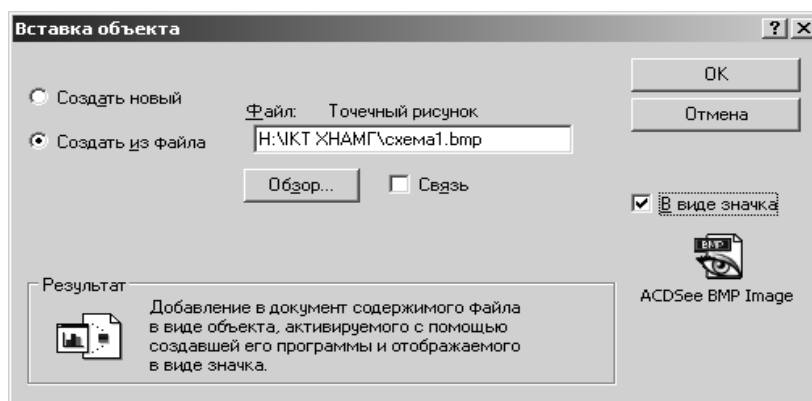 Вставка объекта
Создать новый
Создать из файла
Файл: Точечный рисунок
H:\IKT ХНАМГ\схема1.bmp
Обзор...
Связь
OK
Отмена
В виде значка
BMP
ACDSee BMP Image
Результат
Добавление в документ содержимого файла
в виде объекта, активируемого с помощью
создавшей его программы и отображаемого
в виде значка.